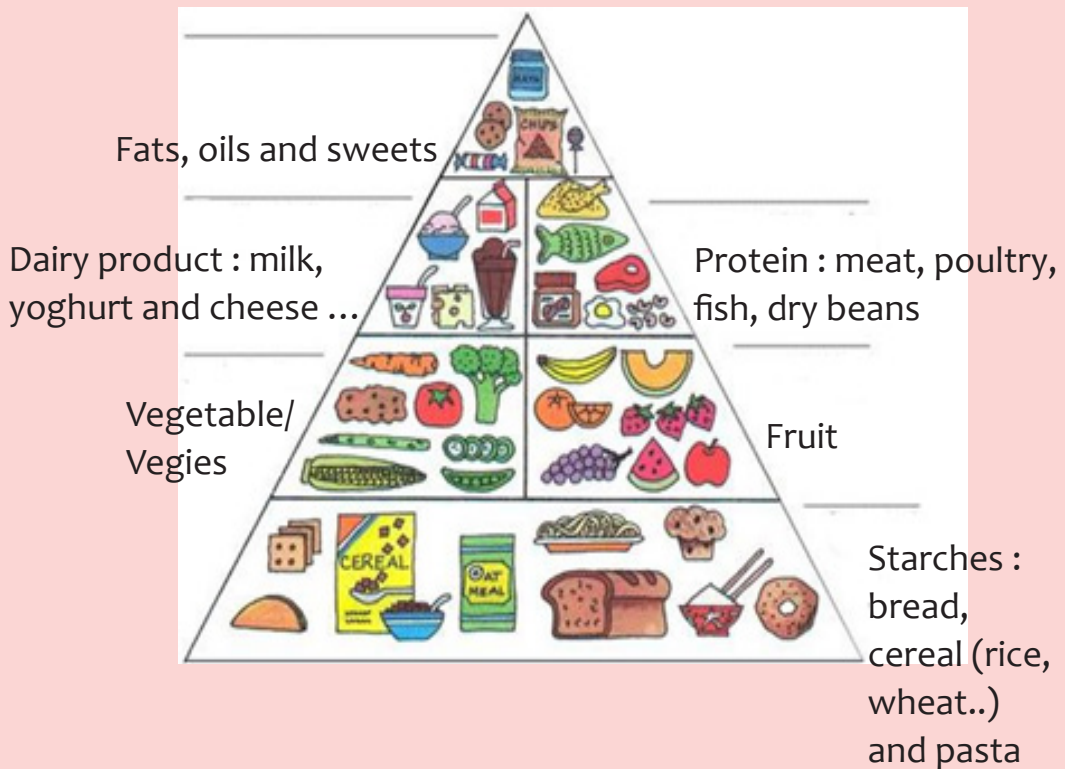 MAYO
CHIPS
Fats, oils and sweets
Dairy product : milk,
yoghurt and cheese ...
Protein : meat, poultry,
fish, dry beans
Vegetable/
Vegies
Fruit
CEREAL
OAT
MEAL
Starches :
bread,
cereal (rice,
wheat..)
and pasta